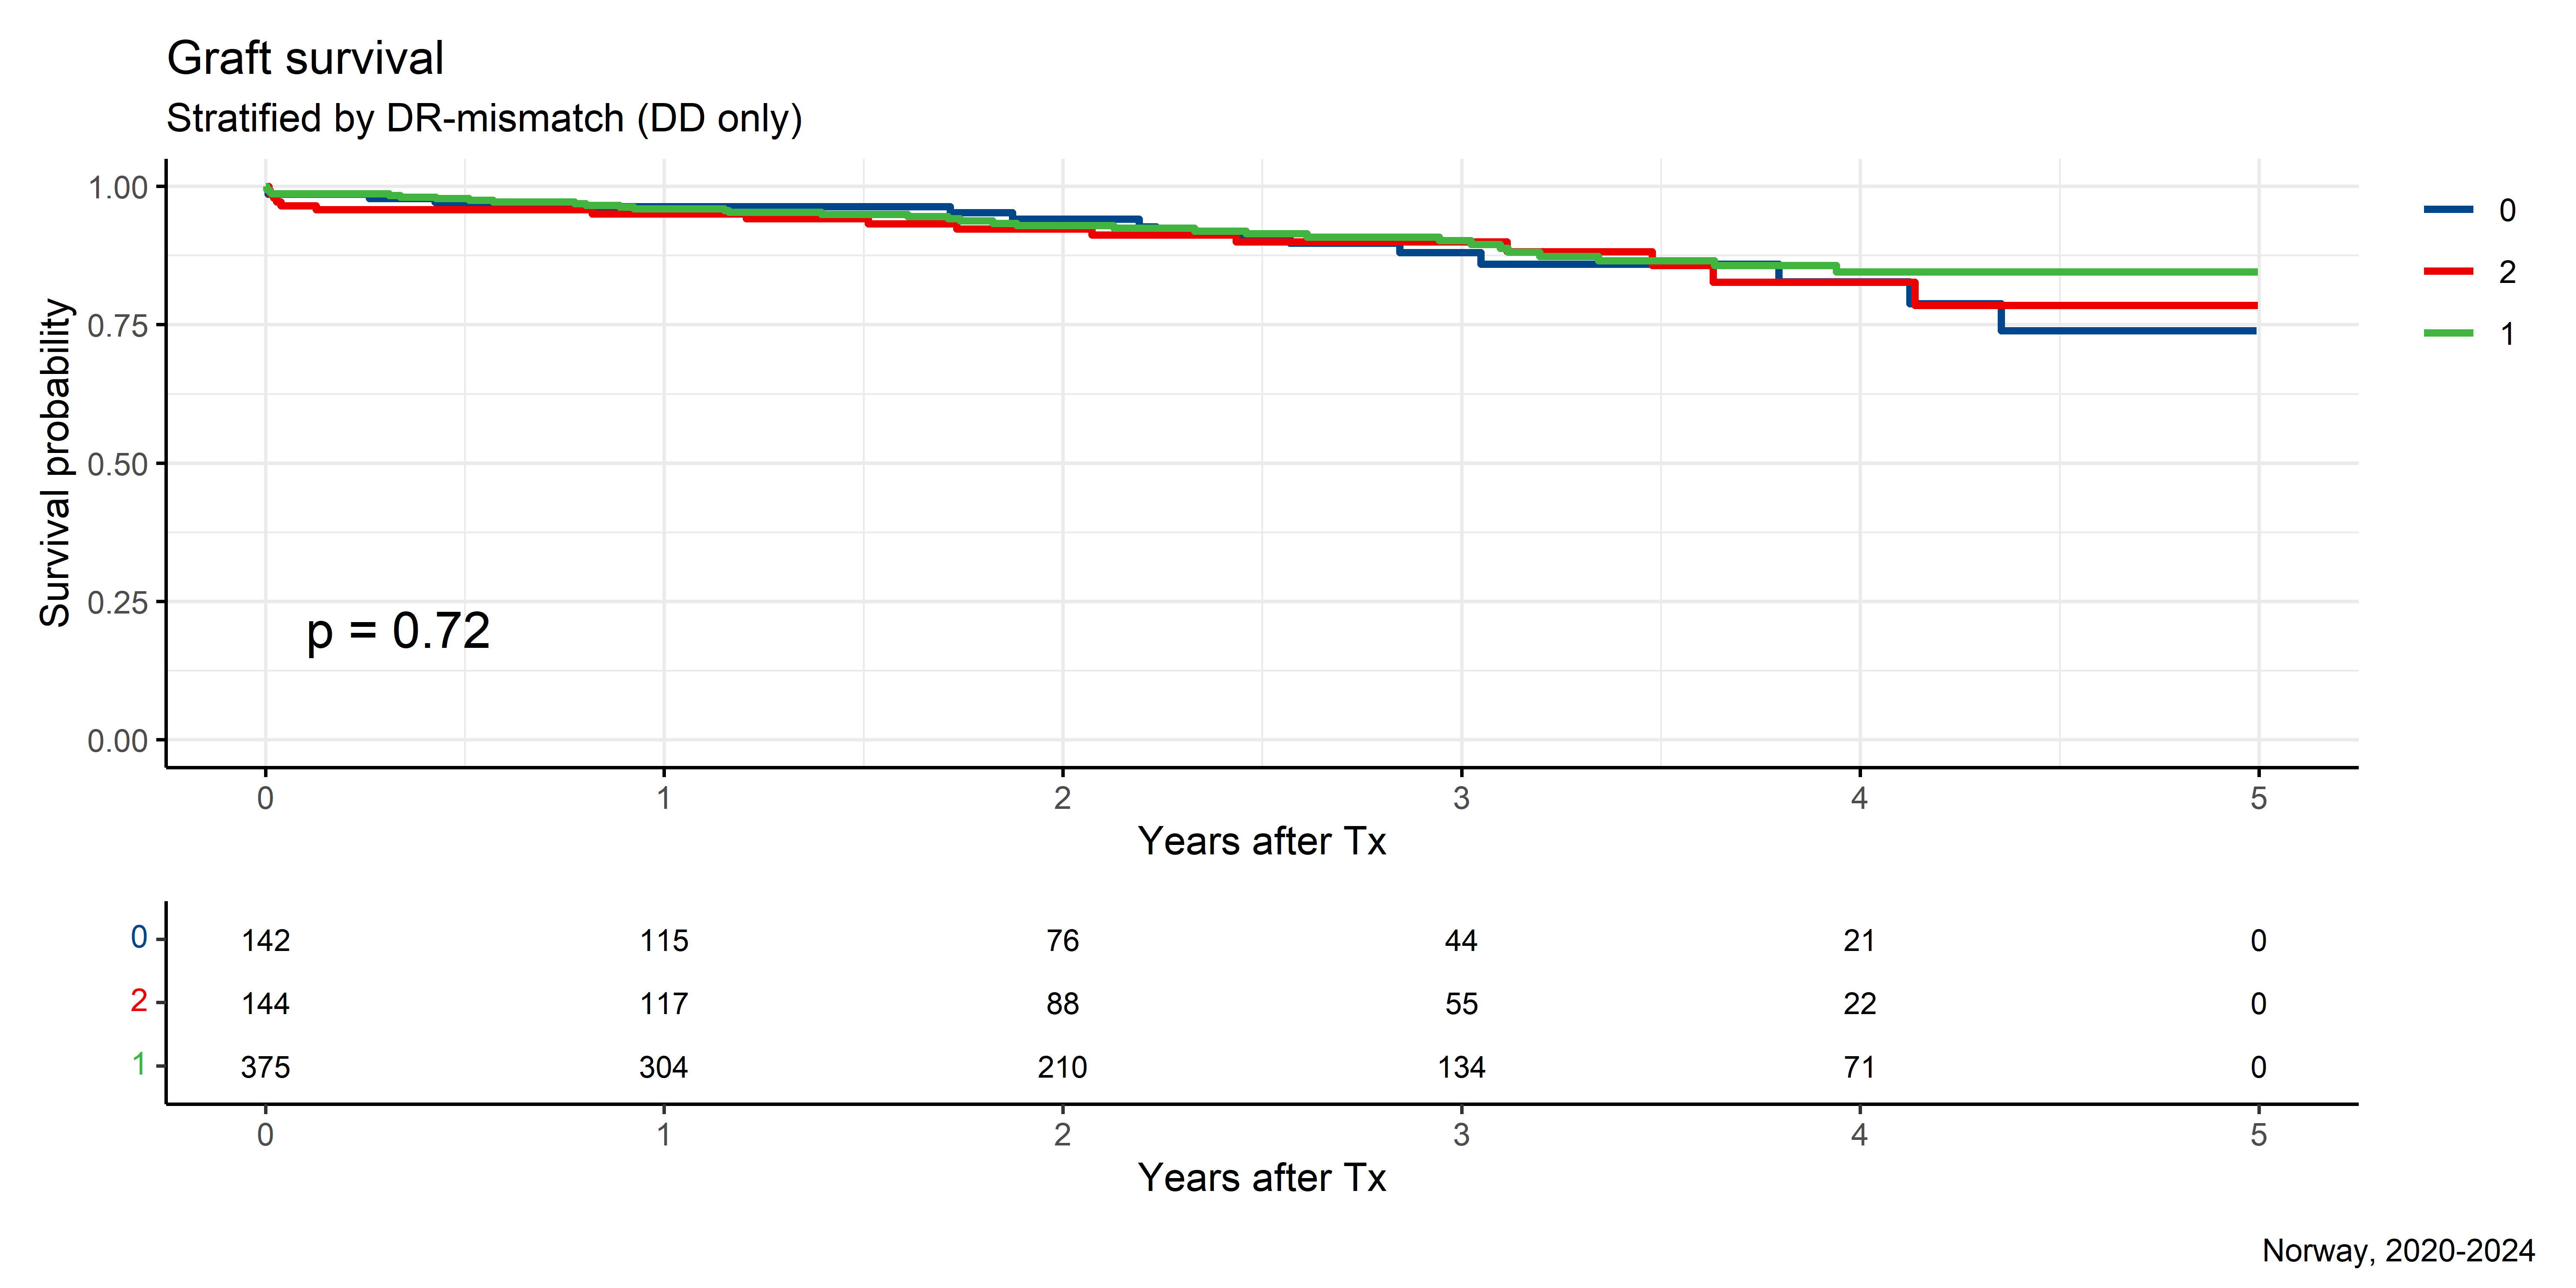 Graft survival
Stratified by DR-mismatch (DD only)
1.00
0.75
0.50
0.25
0.00
Survival probability
p = 0.72
0
2
1
0 1 2 3 4 5
Years after Tx
0 142 115 76 44 21 0
2 144 117 88 55 22 0
1 375 304 210 134 71 0
0 1 2 3 4 5
Years after Tx
Norway, 2020-2024